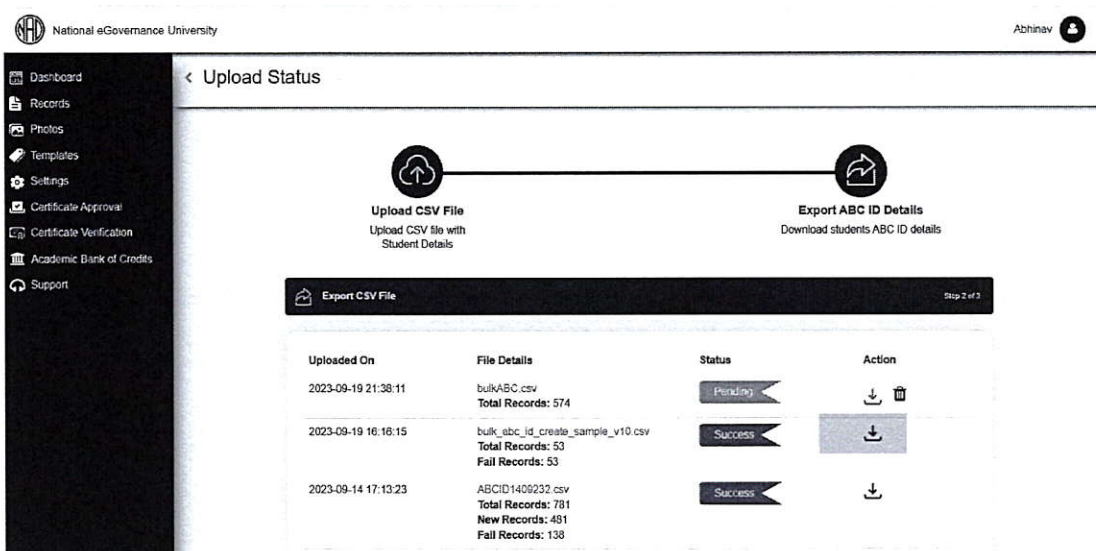 NAD National eGovernance University
Abhinav
Dashboard
Records
Photos
Templates
Settings
Certificate Approval
Certificate Verification
Academic Bank of Credits
Support
< Upload Status
Upload CSV File
Upload CSV file with
Student Details
Export ABC ID Details
Download students ABC ID details
Export CSV File
Step 2 of 3
Uploaded On File Details Status Action
2023-09-19 21:38:11 bulkABC.csv Pending
Total Records: 574
2023-09-19 16:16:15 bulk_abc_id_create_sample_v10.csv Success
Total Records: 53
Fail Records: 53
2023-09-14 17:13:23 ABCID1409232.csv Success
Total Records: 781
New Records: 481
Fail Records: 138